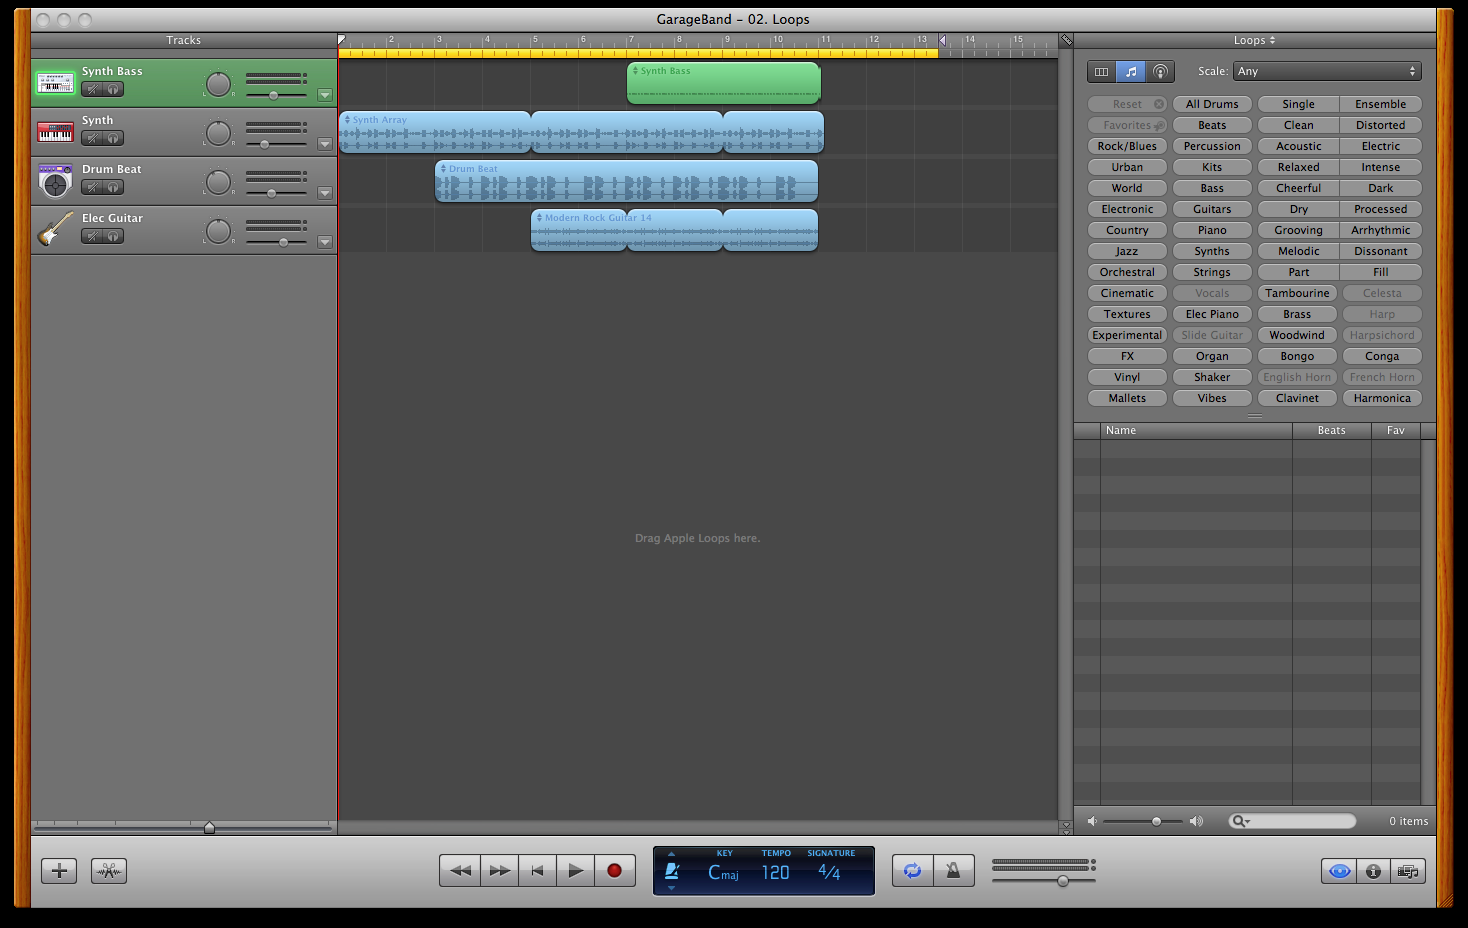 GarageBand – 02. Loops
Tracks
2 3 4 5 6 7 8 9 10 11 12 13 14 15
Loops
Synth Bass
L R
Synth
L R
Drum Beat
L R
Elec Guitar
L R
Synth Bass
Synth Array
Drum Beat
Modern Rock Guitar 14
Drag Apple Loops here.
Scale: Any
Reset All Drums Single Ensemble
Favorites Beats Clean Distorted
Rock/Blues Percussion Acoustic Electric
Urban Kits Relaxed Intense
World Bass Cheerful Dark
Electronic Guitars Dry Processed
Country Piano Grooving Arrhythmic
Jazz Synths Melodic Dissonant
Orchestral Strings Part Fill
Cinematic Vocals Tambourine Celesta
Textures Elec Piano Brass Harp
Experimental Slide Guitar Woodwind Harpsichord
FX Organ Bongo Conga
Vinyl Shaker English Horn French Horn
Mallets Vibes Clavinet Harmonica
Name Beats Fav
0 items
KEY TEMPO SIGNATURE
Cmaj 120 4/4